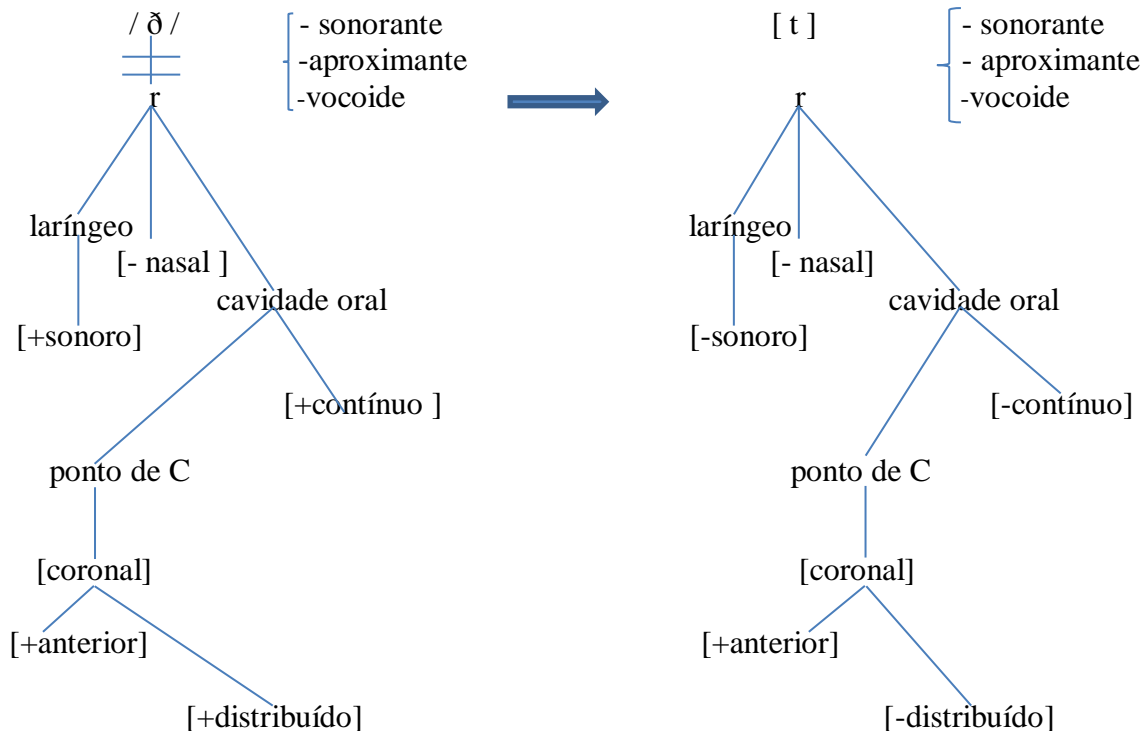 / ð /
- sonorante
-aproximante
-vocoide
r
laríngeo
[- nasal ]
cavidade oral
[+sonoro]
[+contínuo ]
ponto de C
[coronal]
[+anterior]
[+distribuído]
[ t ]
- sonorante
- aproximante
-vocoide
r
laríngeo
[- nasal]
cavidade oral
[-sonoro]
[-contínuo]
ponto de C
[coronal]
[+anterior]
[-distribuído]